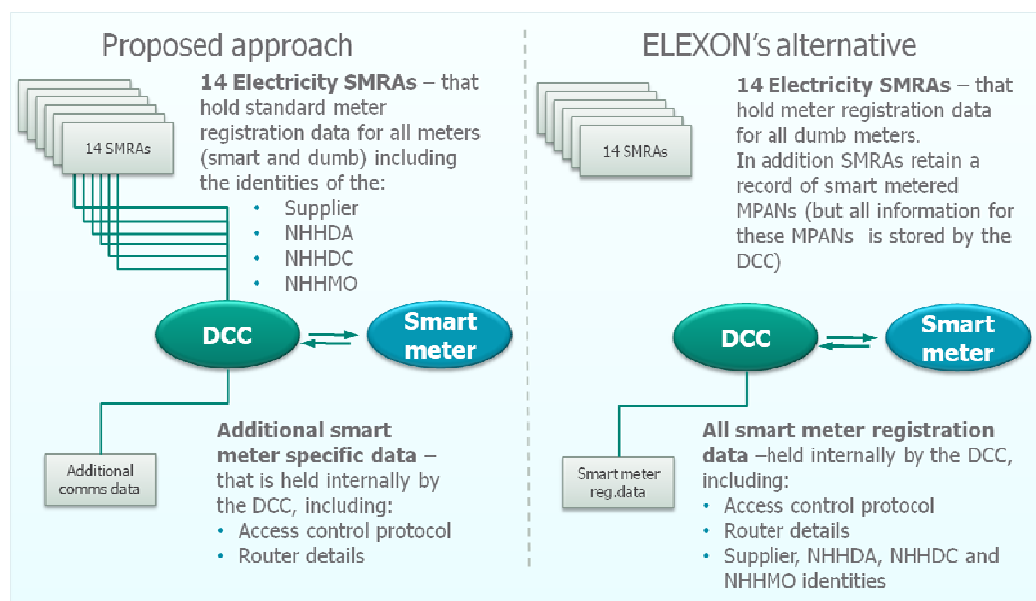 Proposed approach
14 Electricity SMRAs – that
hold standard meter
registration data for all meters
(smart and dumb) including
the identities of the:
• Supplier
• NHHDA
• NHHDC
• NHHMO
14 SMRAs
DCC
Smart
meter
Additional smart
meter specific data –
that is held internally by
the DCC, including:
• Access control protocol
• Router details
Additional
comms data
ELEXON's alternative
14 Electricity SMRAs – that
hold meter registration data
for all dumb meters.
In addition SMRAs retain a
record of smart metered
MPANs (but all information for
these MPANs is stored by the
DCC)
14 SMRAs
DCC
Smart
meter
All smart meter registration
data –held internally by the DCC,
including:
• Access control protocol
• Router details
• Supplier, NHHDA, NHHDC and
NHHMO identities
Smart meter
reg.data